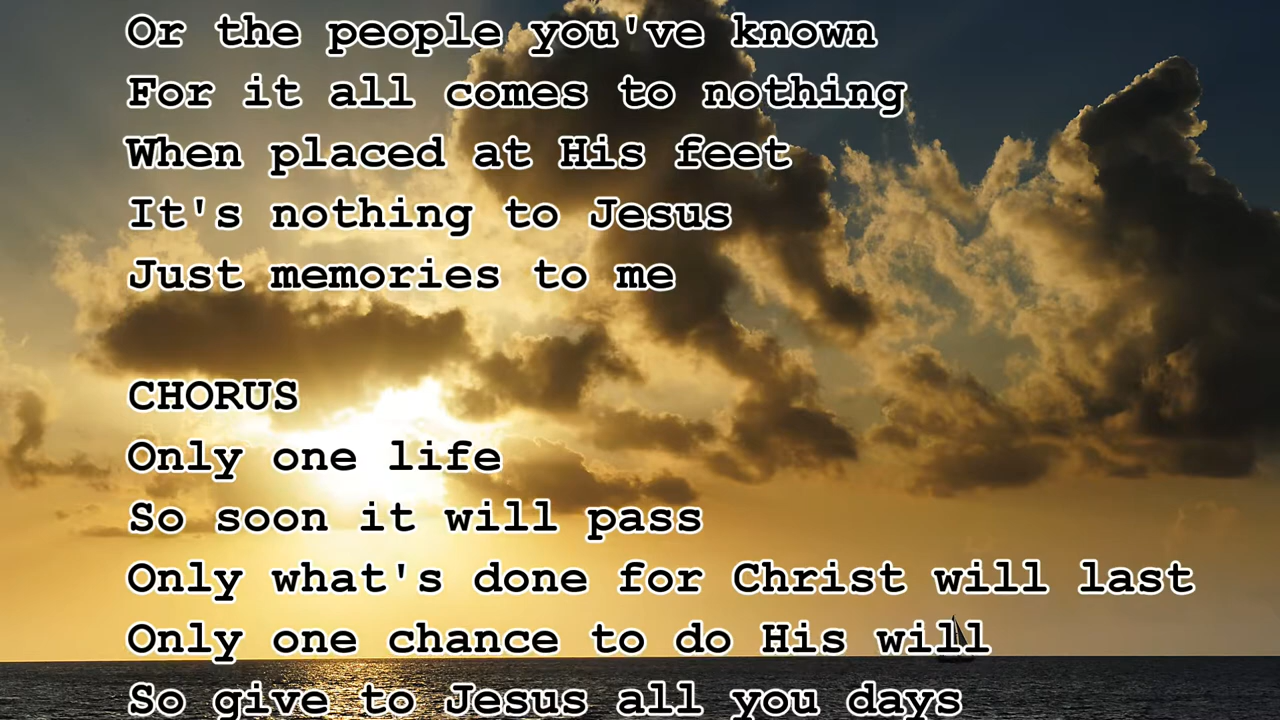 Or the people you've known
For it all comes to nothing
When placed at His feet
It's nothing to Jesus
Just memories to me
CHORUS
Only one life
So soon it will pass
Only what's done for Christ will last
Only one chance to do His will
So give to Jesus all you days